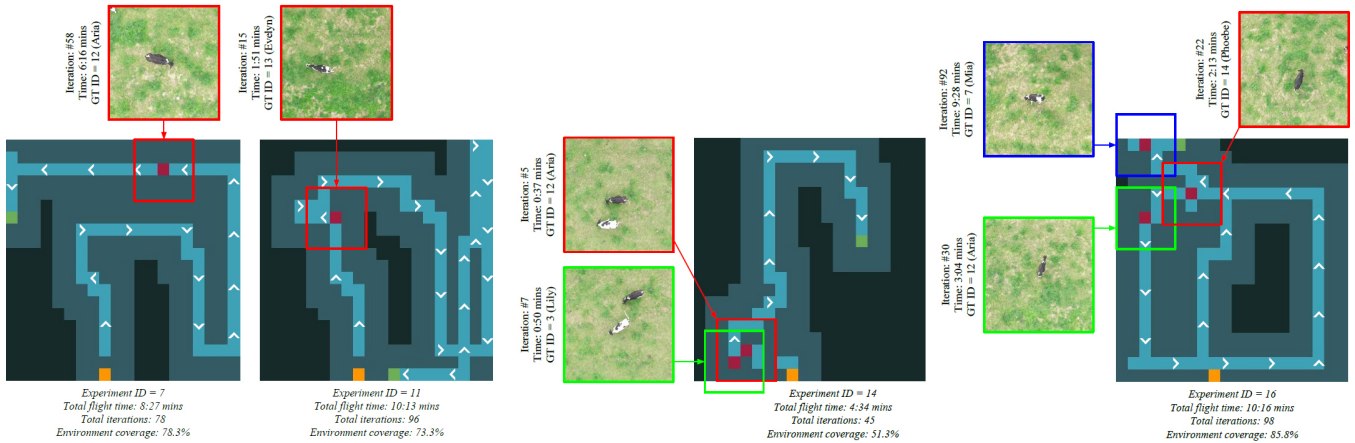 Iteration: #58
Time: 6:16 mins
GT ID = 12 (Aria)
Iteration: #15
Time: 1:51 mins
GT ID = 13 (Evelyn)
Iteration: #5
Time: 0:37 mins
GT ID = 12 (Aria)
Iteration: #7
Time: 0:50 mins
GT ID = 3 (Lily)
Iteration: #92
Time: 9:28 mins
GT ID = 7 (Mia)
Iteration: #22
Time: 2:13 mins
GT ID = 14 (Phoebe)
Iteration: #30
Time: 3:04 mins
GT ID = 12 (Aria)
Experiment ID = 7
Total flight time: 8:27 mins
Total iterations: 78
Environment coverage: 78.3%
Experiment ID = 11
Total flight time: 10:13 mins
Total iterations: 96
Environment coverage: 73.3%
Experiment ID = 14
Total flight time: 4:34 mins
Total iterations: 45
Environment coverage: 51.3%
Experiment ID = 16
Total flight time: 10:16 mins
Total iterations: 98
Environment coverage: 85.8%